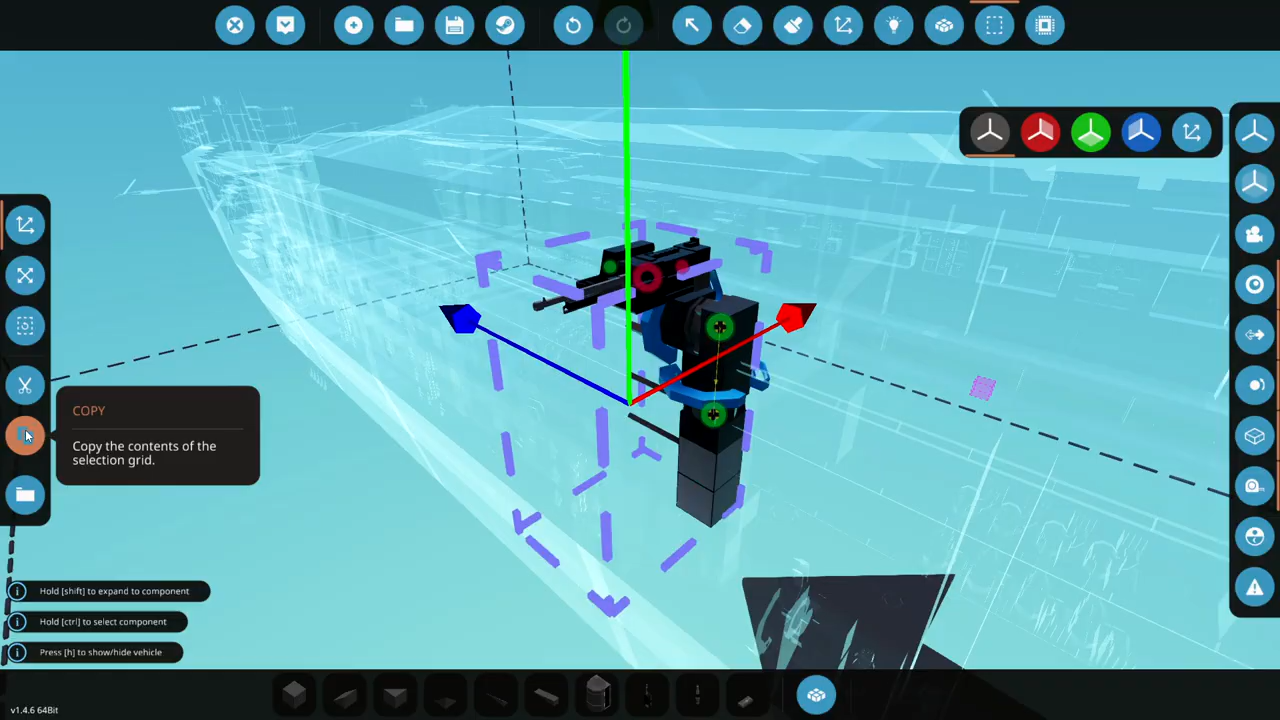 COPY
Copy the contents of the
selection grid.
Hold [shift] to expand to component
Hold [ctrl] to select component
Press [h] to show/hide vehicle
v1.4.6 64Bit